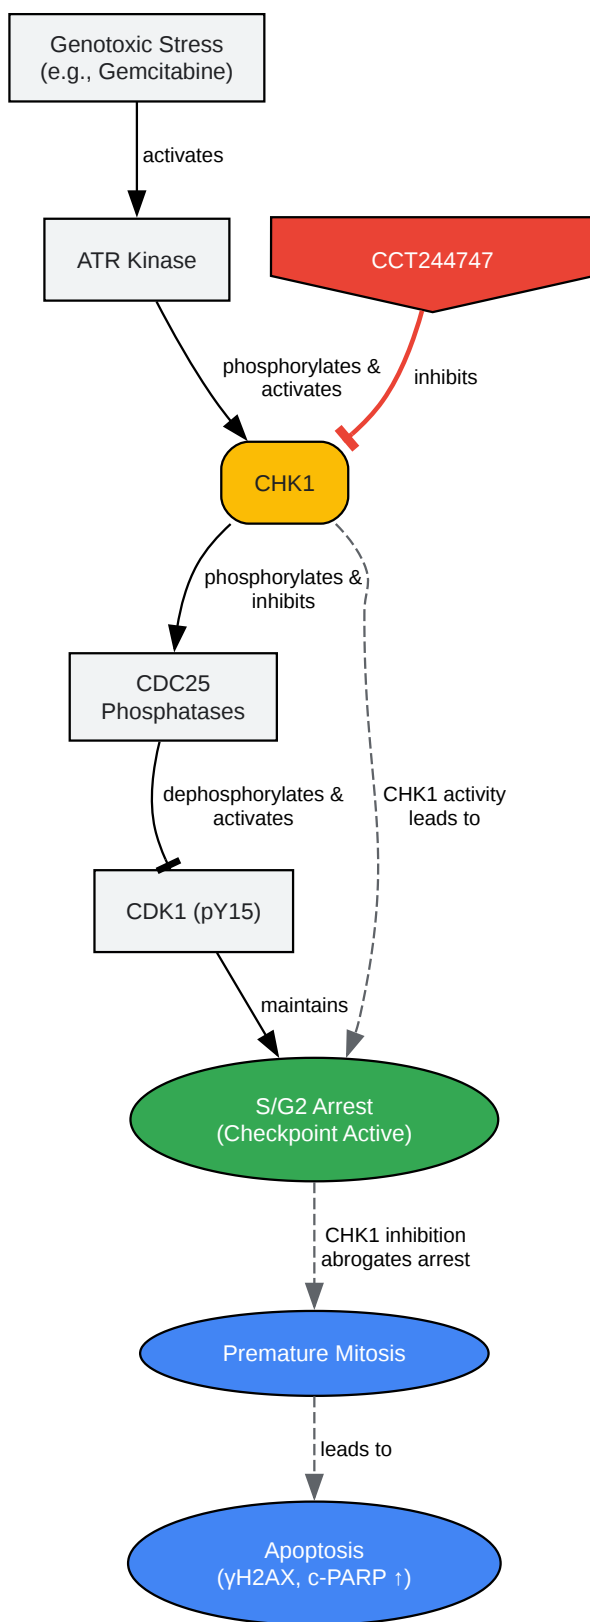 Genotoxic Stress
(e.g., Gemcitabine)
activates
ATR Kinase
CCT244747
phosphorylates &
activates
inhibits
CHK1
phosphorylates &
inhibits
CDC25
Phosphatases
dephosphorylates &
activates
CHK1 activity
leads to
CDK1 (pY15)
maintains
S/G2 Arrest
(Checkpoint Active)
CHK1 inhibition
abrogates arrest
Premature Mitosis
leads to
Apoptosis
(γH2AX, c-PARP ↑)